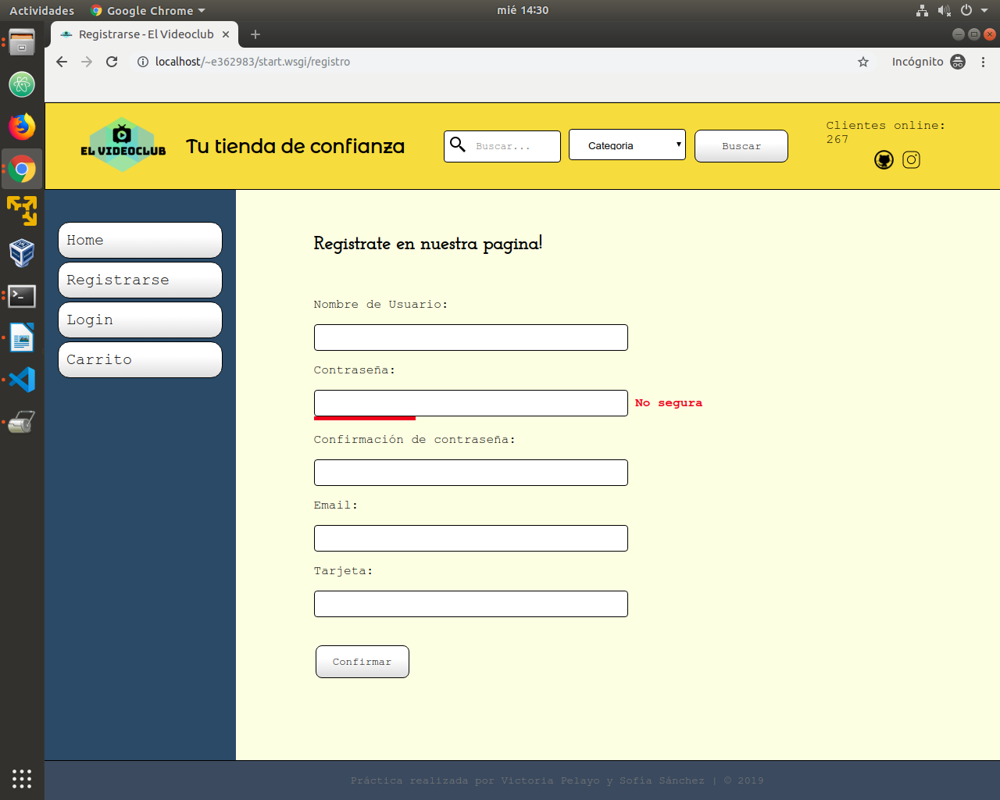 Actividades
Google Chrome
mié 14:30
Registrarse - El Videoclub
localhost/~e362983/start.wsgi/registro
Incógnito
EL VIDEOCLUB
Tu tienda de confianza
Buscar...
Categoria
Buscar
Clientes online:
267
Home
Registrarse
Login
Carrito
Registrate en nuestra pagina!
Nombre de Usuario:
Contraseña:
No segura
Confirmación de contraseña:
Email:
Tarjeta:
Confirmar
Práctica realizada por Victoria Pelayo y Sofía Sánchez | © 2019